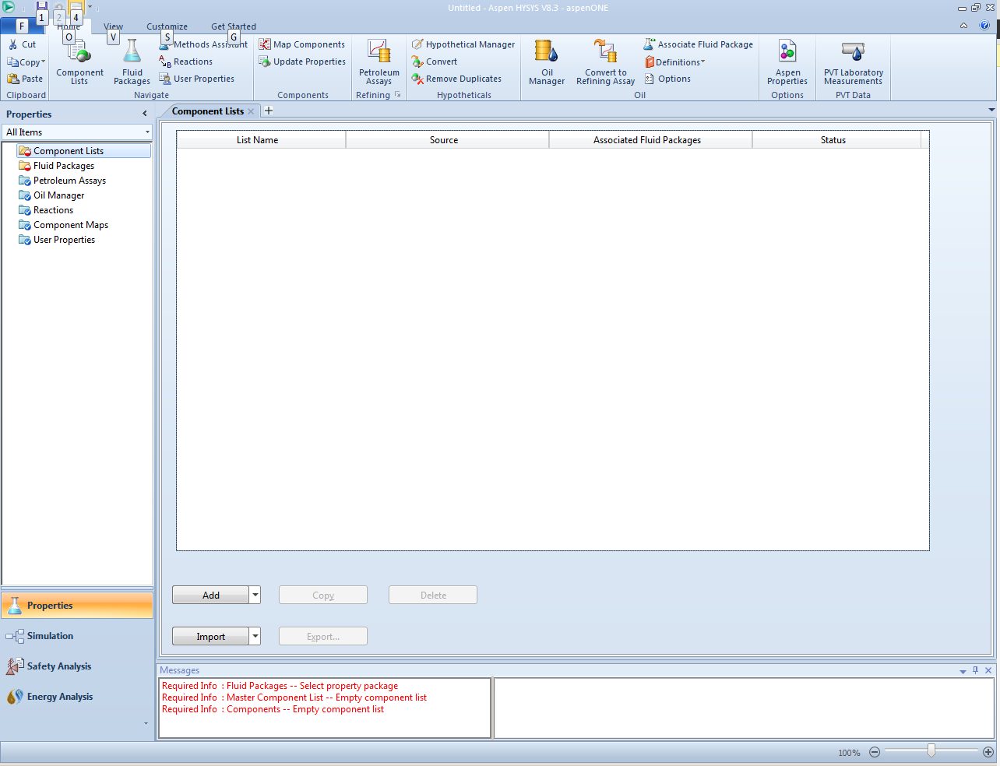 Untitled - Aspen HYSYS V8.3 - aspenONE
1 2 4
F Home View Customize Get Started
O V S G
Cut
Copy
Paste
Clipboard
Component Lists
Fluid Packages
Methods Assistant
Reactions
User Properties
Navigate
Map Components
Update Properties
Components
Petroleum Assays
Refining
Hypothetical Manager
Convert
Remove Duplicates
Hypotheticals
Oil Manager
Convert to Refining Assay
Associate Fluid Package
Definitions
Options
Oil
Aspen Properties
Options
PVT Laboratory Measurements
PVT Data
Properties
All Items
Component Lists
Fluid Packages
Petroleum Assays
Oil Manager
Reactions
Component Maps
User Properties
Properties
Simulation
Safety Analysis
Energy Analysis
Component Lists
List Name Source Associated Fluid Packages Status
Add Copy Delete
Import Export...
Messages
Required Info : Fluid Packages -- Select property package
Required Info : Master Component List -- Empty component list
Required Info : Components -- Empty component list
100%